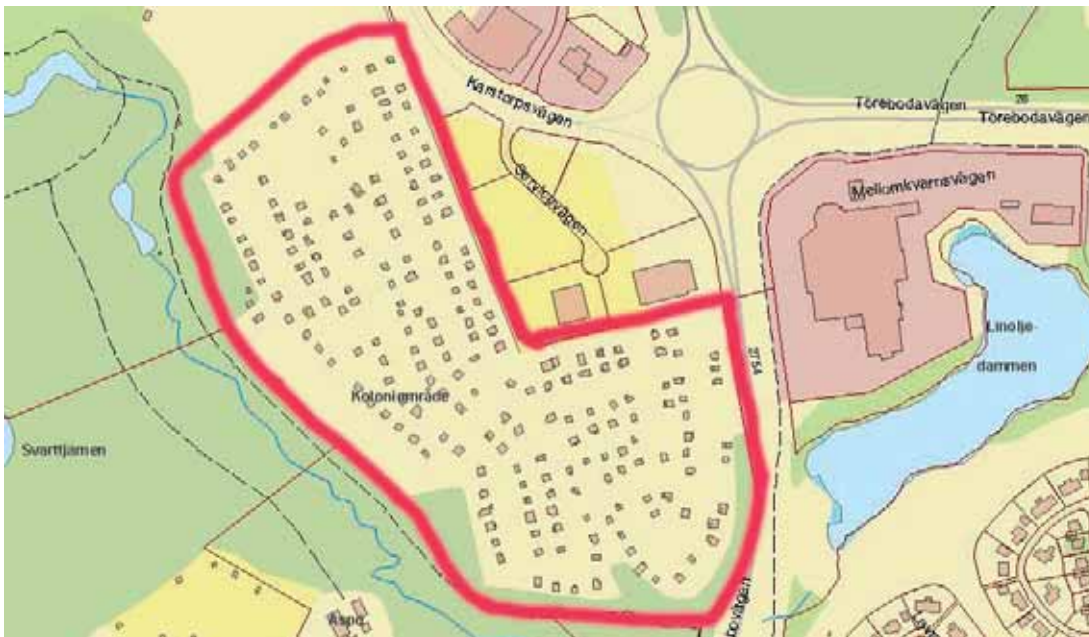 Karstorpsvägen
Törebodavägen
26
Törebodavägen
Mellomkvarnsvägen
Servicevägen
Linolje-
dammen
2754
Koloniområde
Svarttjärnen
Aspö